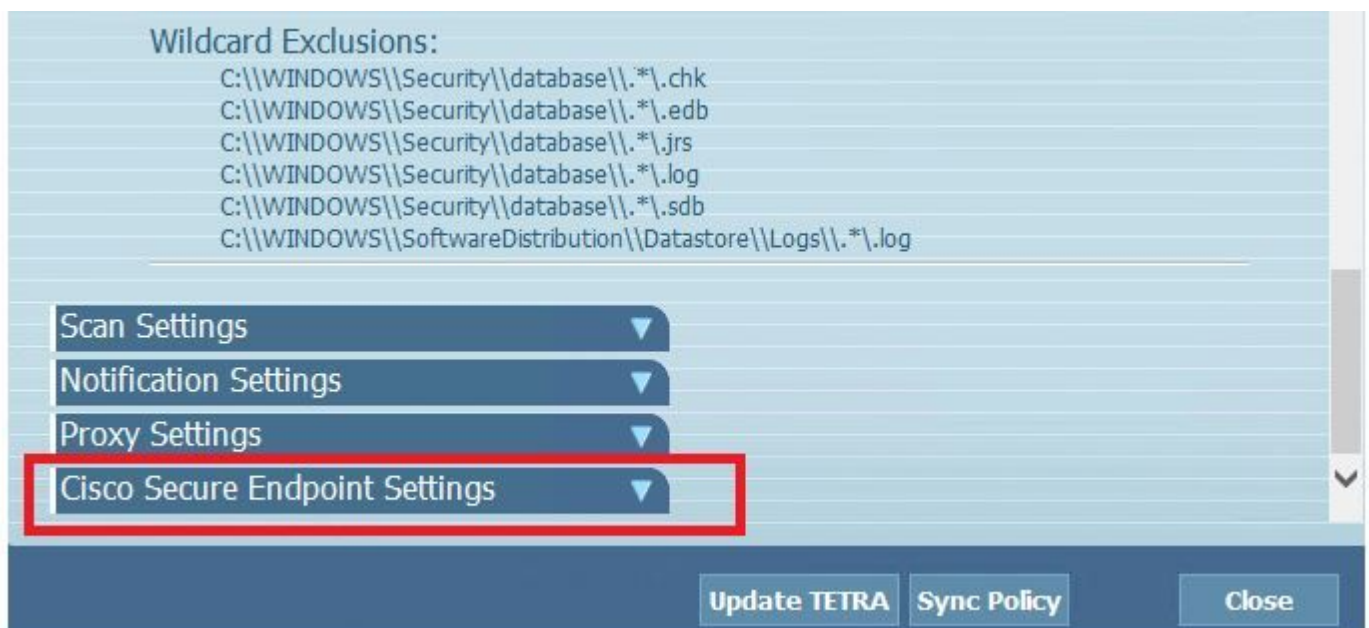 Wildcard Exclusions:
C:\\WINDOWS\\Security\\database\\.*\.chk
C:\\WINDOWS\\Security\\database\\.*\.edb
C:\\WINDOWS\\Security\\database\\.*\.jrs
C:\\WINDOWS\\Security\\database\\.*\.log
C:\\WINDOWS\\Security\\database\\.*\.sdb
C:\\WINDOWS\\SoftwareDistribution\\Datastore\\Logs\\.*\.log
Scan Settings
Notification Settings
Proxy Settings
Cisco Secure Endpoint Settings
Update TETRA Sync Policy Close